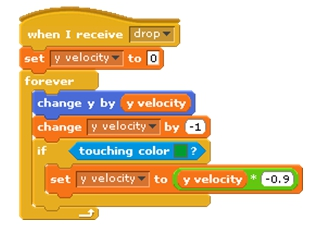 when I receive drop
set y velocity to 0
forever
change y by y velocity
change y velocity by -1
if touching color ?
set y velocity to y velocity * -0.9